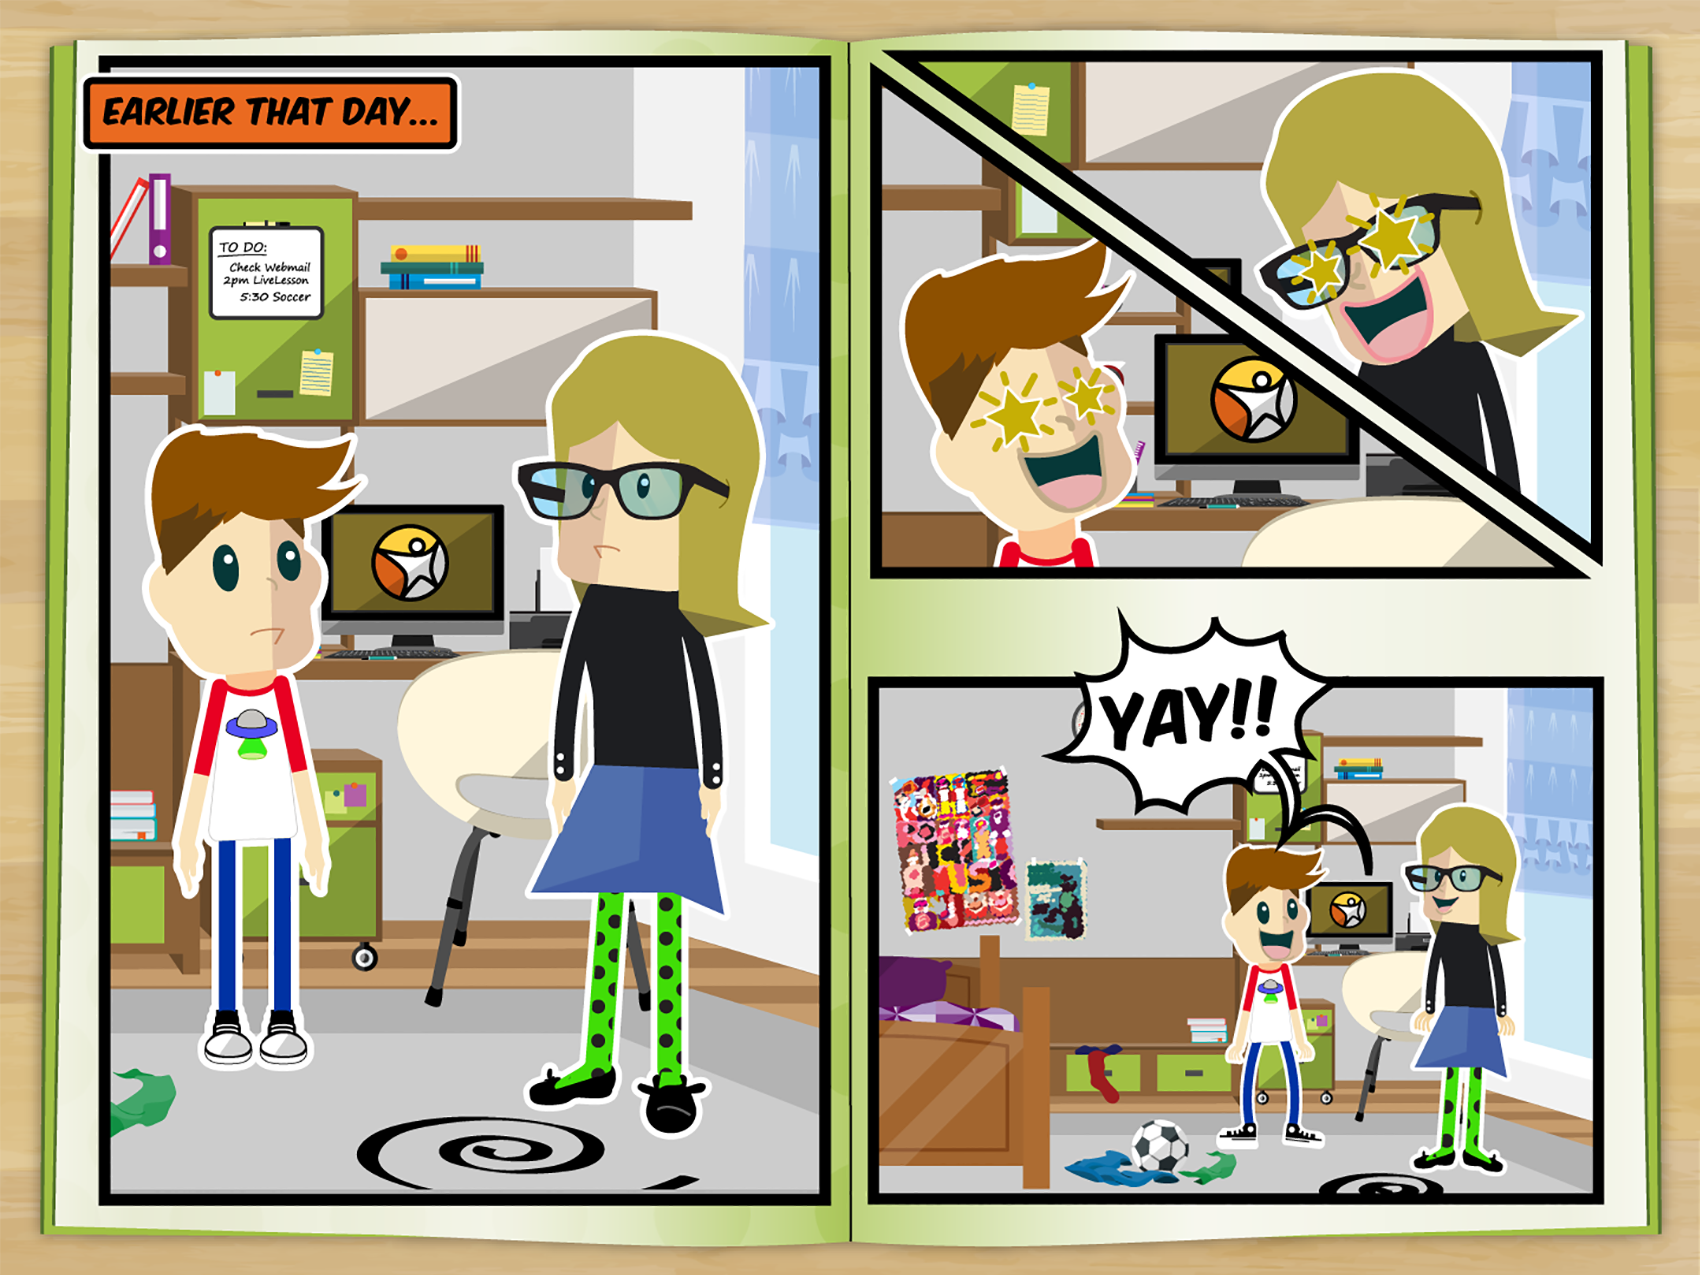 EARLIER THAT DAY...
TO DO:
Check Webmail
2pm LiveLesson
5:30 Soccer
YAY!!